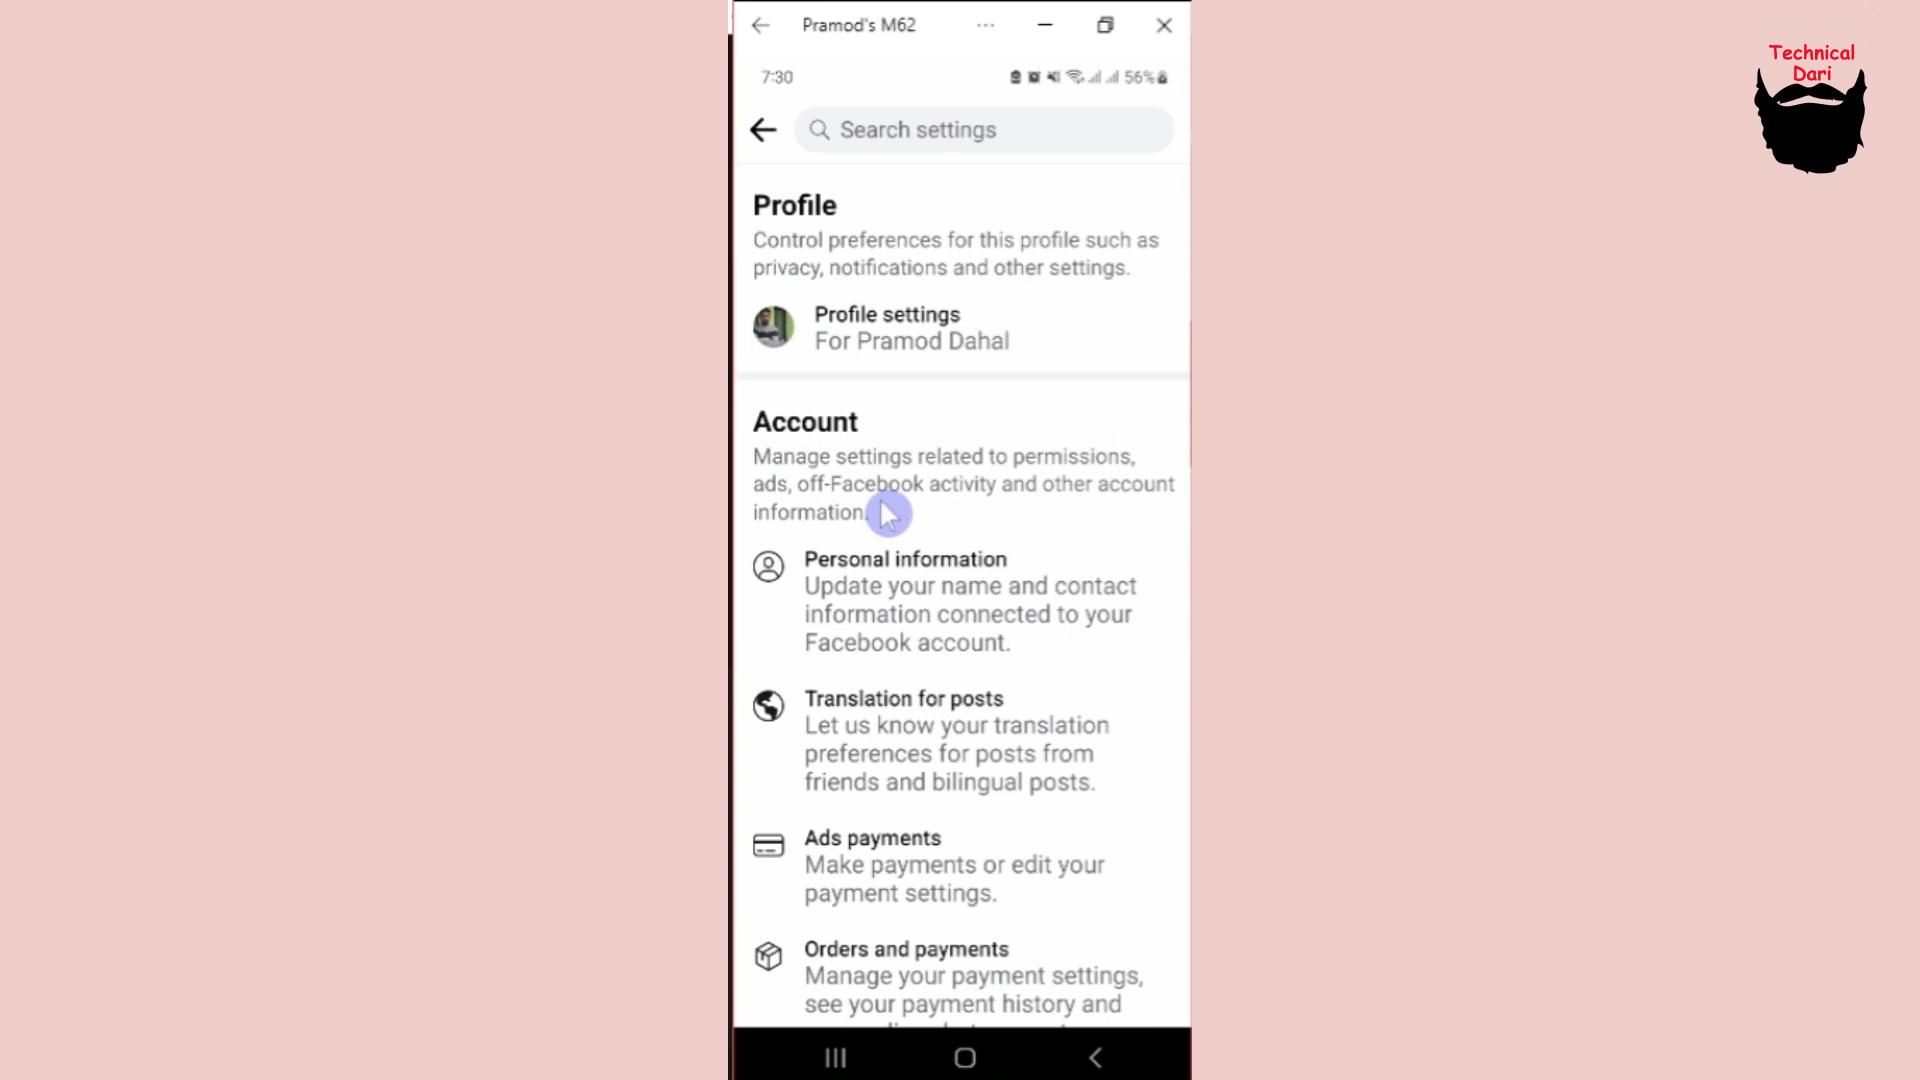 Pramod's M62
Technical
Dari
7:30
56%
Search settings
Profile
Control preferences for this profile such as
privacy, notifications and other settings.
Profile settings
For Pramod Dahal
Account
Manage settings related to permissions,
ads, off-Facebook activity and other account
information.
Personal information
Update your name and contact
information connected to your
Facebook account.
Translation for posts
Let us know your translation
preferences for posts from
friends and bilingual posts.
Ads payments
Make payments or edit your
payment settings.
Orders and payments
Manage your payment settings,
see your payment history and